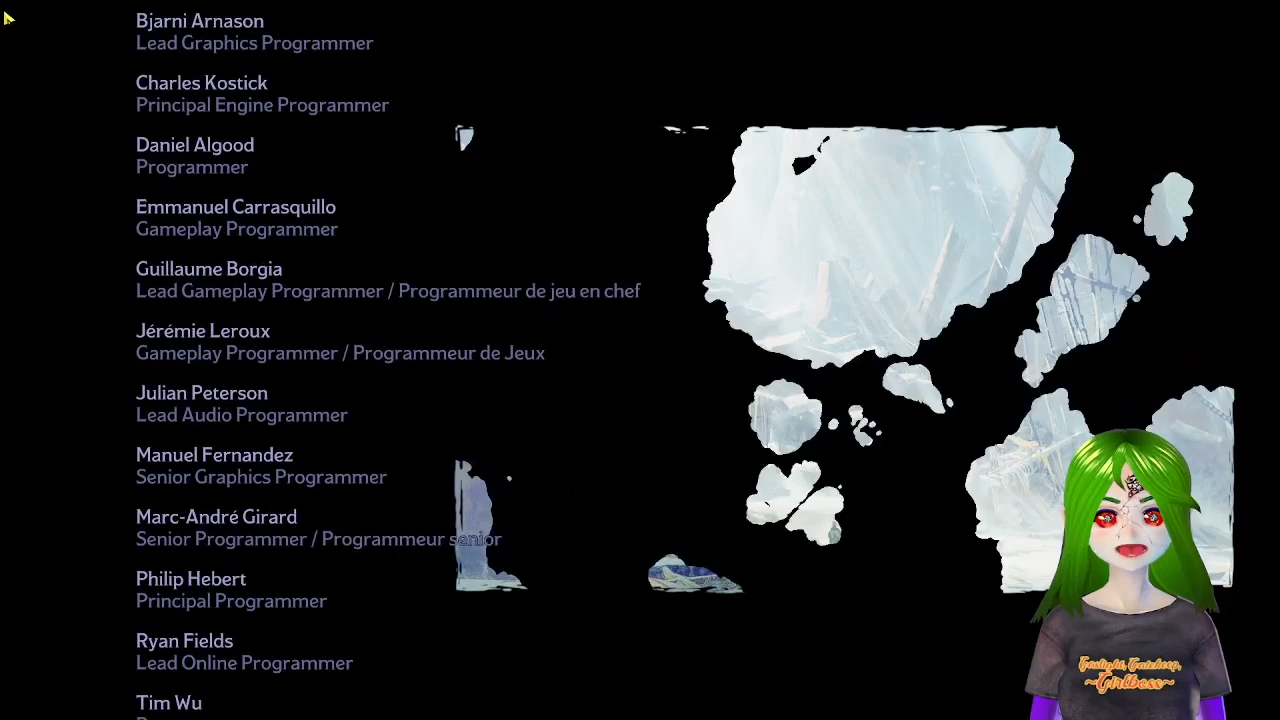 Bjarni Arnason
Lead Graphics Programmer
Charles Kostick
Principal Engine Programmer
Daniel Algood
Programmer
Emmanuel Carrasquillo
Gameplay Programmer
Guillaume Borgia
Lead Gameplay Programmer / Programmeur de jeu en chef
Jérémie Leroux
Gameplay Programmer / Programmeur de Jeux
Julian Peterson
Lead Audio Programmer
Manuel Fernandez
Senior Graphics Programmer
Marc-André Girard
Senior Programmer / Programmeur senior
Philip Hebert
Principal Programmer
Ryan Fields
Lead Online Programmer
Tim Wu
Gaslight, Gatekeep,
~Girlboss~